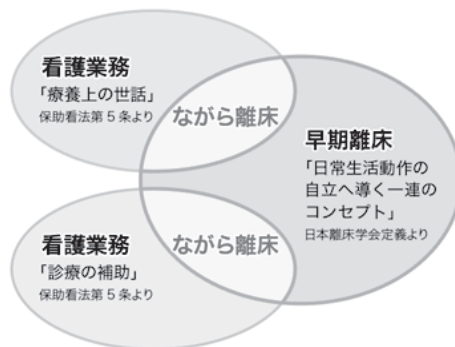 看護業務
「療養上の世話」
保助看法第5条より
ながら離床
早期離床
「日常生活動作の
自立へ導く一連の
コンセプト」
日本離床学会定義より
看護業務
「診療の補助」
保助看法第5条より
ながら離床